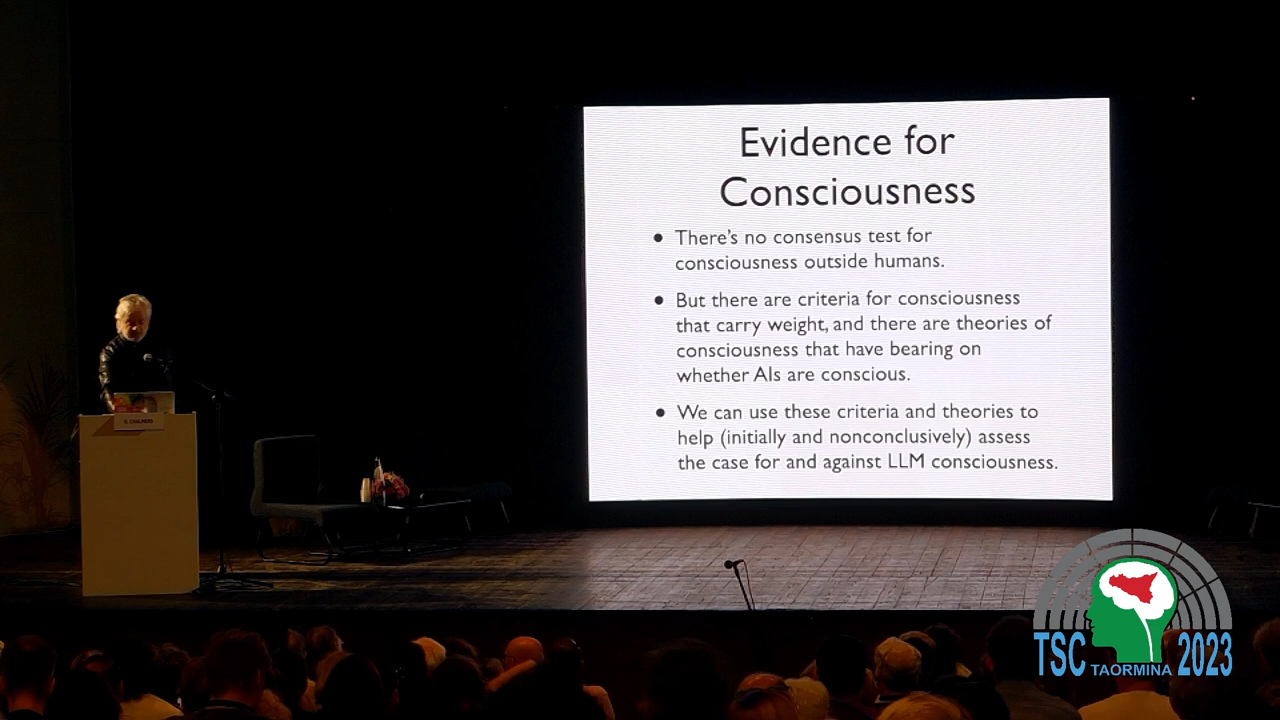 Evidence for
Consciousness
• There's no consensus test for
consciousness outside humans.
• But there are criteria for consciousness
that carry weight, and there are theories of
consciousness that have bearing on
whether AIs are conscious.
• We can use these criteria and theories to
help (initially and nonconclusively) assess
the case for and against LLM consciousness.
D. CHALMERS
TSC TAORMINA 2023